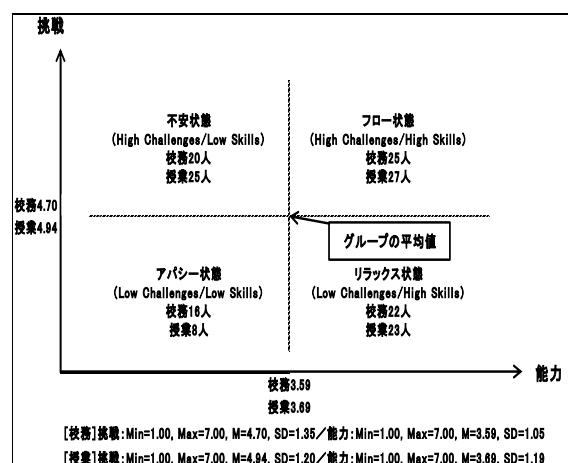 挑戦
不安状態
(High Challenges/Low Skills)
校務20人
授業25人
フロー状態
(High Challenges/High Skills)
校務25人
授業27人
校務4.70
授業4.94
グループの平均値
アパシー状態
(Low Challenges/Low Skills)
校務16人
授業8人
リラックス状態
(Low Challenges/High Skills)
校務22人
授業23人
能力
校務3.59
授業3.69
[校務]挑戦:Min=1.00, Max=7.00, M=4.70, SD=1.35／能力:Min=1.00, Max=7.00, M=3.59, SD=1.05
[授業]挑戦:Min=1.00, Max=7.00, M=4.94, SD=1.20／能力:Min=1.00, Max=7.00, M=3.69, SD=1.19